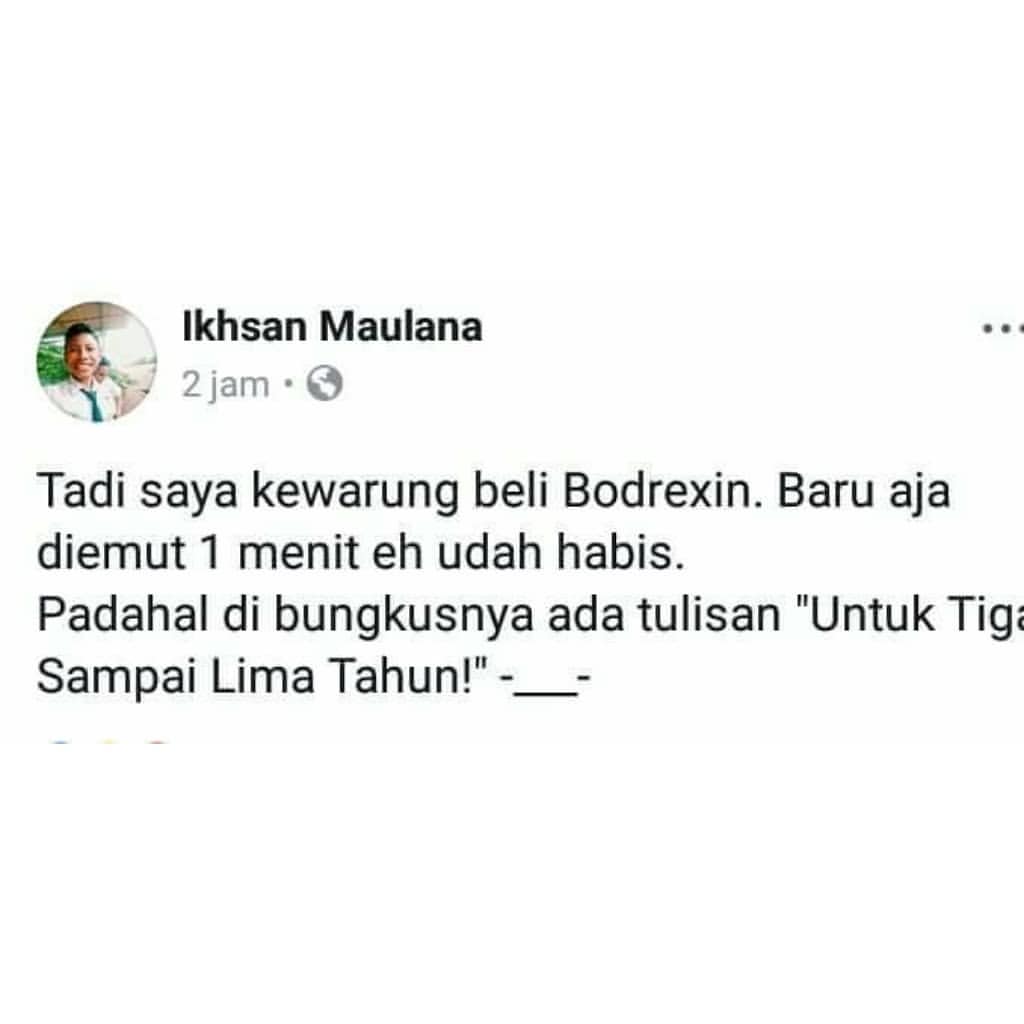 Ikhsan Maulana
2 jam
Tadi saya kewarung beli Bodrexin. Baru aja
diemut 1 menit eh udah habis.
Padahal di bungkusnya ada tulisan "Untuk Tiga
Sampai Lima Tahun!" -___-